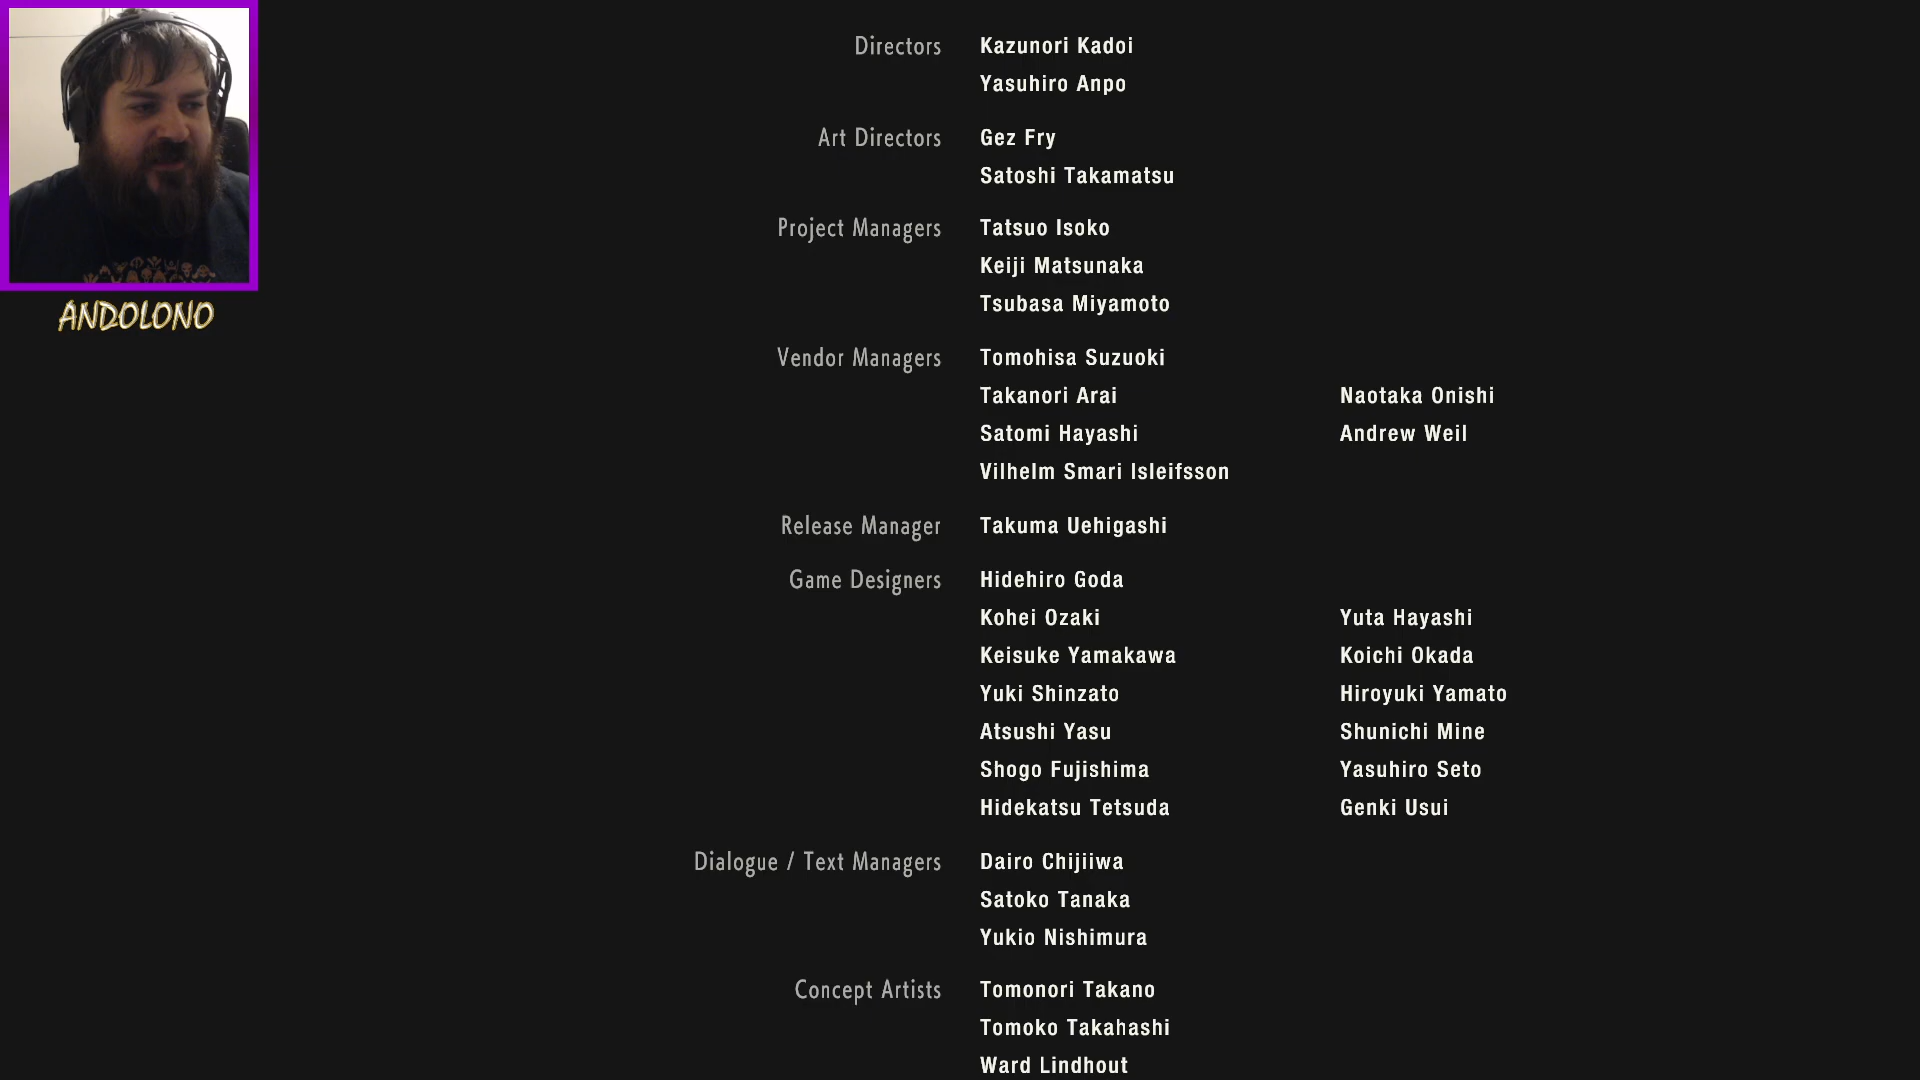 Directors Kazunori Kadoi
Yasuhiro Anpo
Art Directors Gez Fry
Satoshi Takamatsu
Project Managers Tatsuo Isoko
Keiji Matsunaka
Tsubasa Miyamoto
Vendor Managers Tomohisa Suzuoki
Takanori Arai Naotaka Onishi
Satomi Hayashi Andrew Weil
Vilhelm Smari Isleifsson
Release Manager Takuma Uehigashi
Game Designers Hidehiro Goda
Kohei Ozaki Yuta Hayashi
Keisuke Yamakawa Koichi Okada
Yuki Shinzato Hiroyuki Yamato
Atsushi Yasu Shunichi Mine
Shogo Fujishima Yasuhiro Seto
Hidekatsu Tetsuda Genki Usui
Dialogue / Text Managers Dairo Chijiiwa
Satoko Tanaka
Yukio Nishimura
Concept Artists Tomonori Takano
Tomoko Takahashi
Ward Lindhout
ANDOLONO